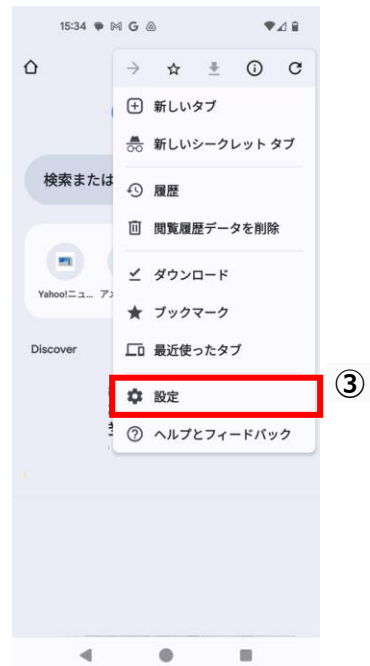 15:34
新しいタブ
新しいシークレット タブ
検索または
履歴
閲覧履歴データを削除
ダウンロード
Yahoo!ニュ... ア
ブックマーク
Discover
最近使ったタブ
設定
③
ヘルプとフィードバック